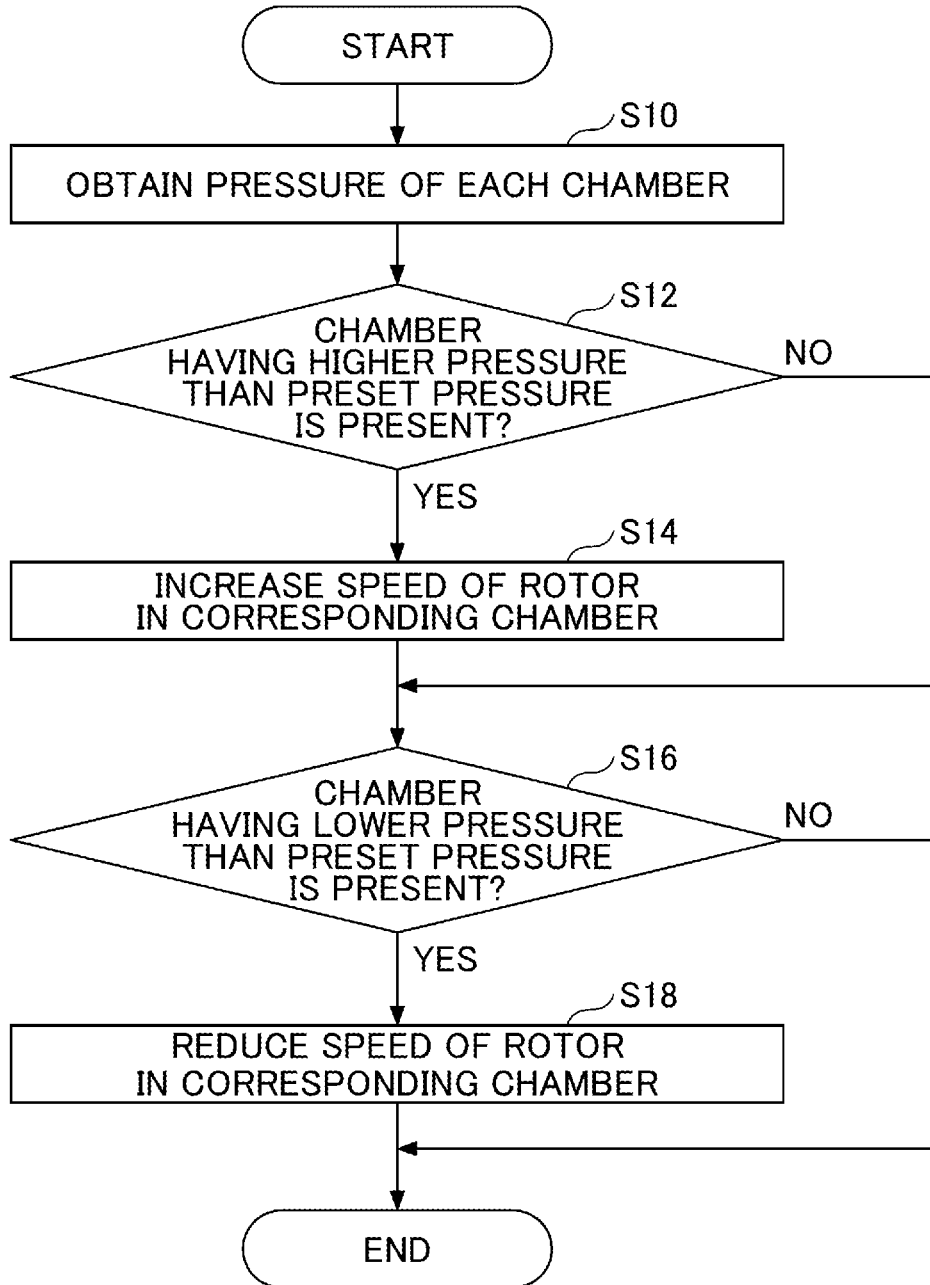 START
S10
OBTAIN PRESSURE OF EACH CHAMBER
S12
CHAMBER
HAVING HIGHER PRESSURE
THAN PRESET PRESSURE
IS PRESENT?
NO
YES
S14
INCREASE SPEED OF ROTOR
IN CORRESPONDING CHAMBER
S16
CHAMBER
HAVING LOWER PRESSURE
THAN PRESET PRESSURE
IS PRESENT?
NO
YES
S18
REDUCE SPEED OF ROTOR
IN CORRESPONDING CHAMBER
END